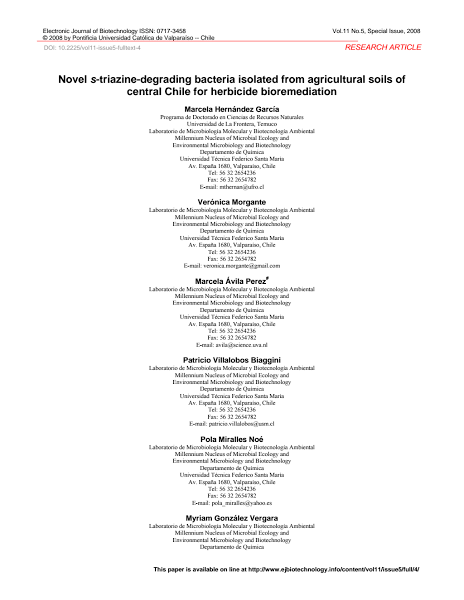 Electronic Journal of Biotechnology ISSN: 0717-3458 Vol.11 No.5, Special Issue, 2008
© 2008 by Pontificia Universidad Católica de Valparaíso -- Chile
DOI: 10.2225/vol11-issue5-fulltext-4 RESEARCH ARTICLE
Novel s-triazine-degrading bacteria isolated from agricultural soils of
central Chile for herbicide bioremediation
Marcela Hernández García
Programa de Doctorado en Ciencias de Recursos Naturales
Universidad de La Frontera, Temuco
Laboratorio de Microbiología Molecular y Biotecnología Ambiental
Millennium Nucleus of Microbial Ecology and
Environmental Microbiology and Biotechnology
Departamento de Química
Universidad Técnica Federico Santa María
Av. España 1680, Valparaíso, Chile
Tel: 56 32 2654236
Fax: 56 32 2654782
E-mail: mthernan@ufro.cl
Verónica Morgante
Laboratorio de Microbiología Molecular y Biotecnología Ambiental
Millennium Nucleus of Microbial Ecology and
Environmental Microbiology and Biotechnology
Departamento de Química
Universidad Técnica Federico Santa María
Av. España 1680, Valparaíso, Chile
Tel: 56 32 2654236
Fax: 56 32 2654782
E-mail: veronica.morgante@gmail.com
Marcela Ávila Perez#
Laboratorio de Microbiología Molecular y Biotecnología Ambiental
Millennium Nucleus of Microbial Ecology and
Environmental Microbiology and Biotechnology
Departamento de Química
Universidad Técnica Federico Santa María
Av. España 1680, Valparaíso, Chile
Tel: 56 32 2654236
Fax: 56 32 2654782
E-mail: avila@science.uva.nl
Patricio Villalobos Biaggini
Laboratorio de Microbiología Molecular y Biotecnología Ambiental
Millennium Nucleus of Microbial Ecology and
Environmental Microbiology and Biotechnology
Departamento de Química
Universidad Técnica Federico Santa María
Av. España 1680, Valparaíso, Chile
Tel: 56 32 2654236
Fax: 56 32 2654782
E-mail: patricio.villalobos@usm.cl
Pola Miralles Noé
Laboratorio de Microbiología Molecular y Biotecnología Ambiental
Millennium Nucleus of Microbial Ecology and
Environmental Microbiology and Biotechnology
Departamento de Química
Universidad Técnica Federico Santa María
Av. España 1680, Valparaíso, Chile
Tel: 56 32 2654236
Fax: 56 32 2654782
E-mail: pola_miralles@yahoo.es
Myriam González Vergara
Laboratorio de Microbiología Molecular y Biotecnología Ambiental
Millennium Nucleus of Microbial Ecology and
Environmental Microbiology and Biotechnology
Departamento de Química
This paper is available on line at http://www.ejbiotechnology.info/content/vol11/issue5/full/4/